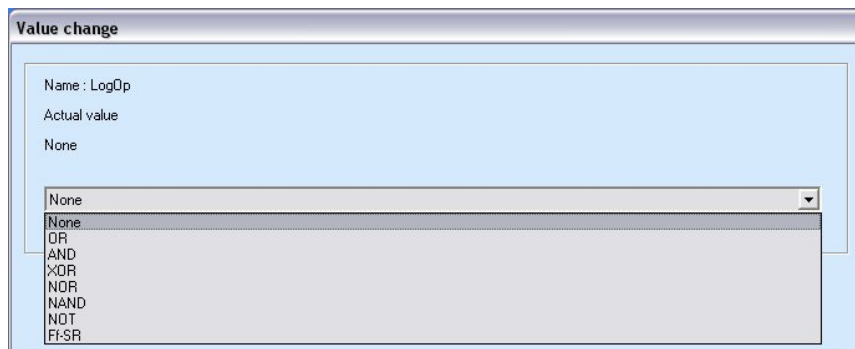 Value change
Name : LogOp
Actual value
None
None
None
OR
AND
XOR
NOR
NAND
NOT
Ff-SR